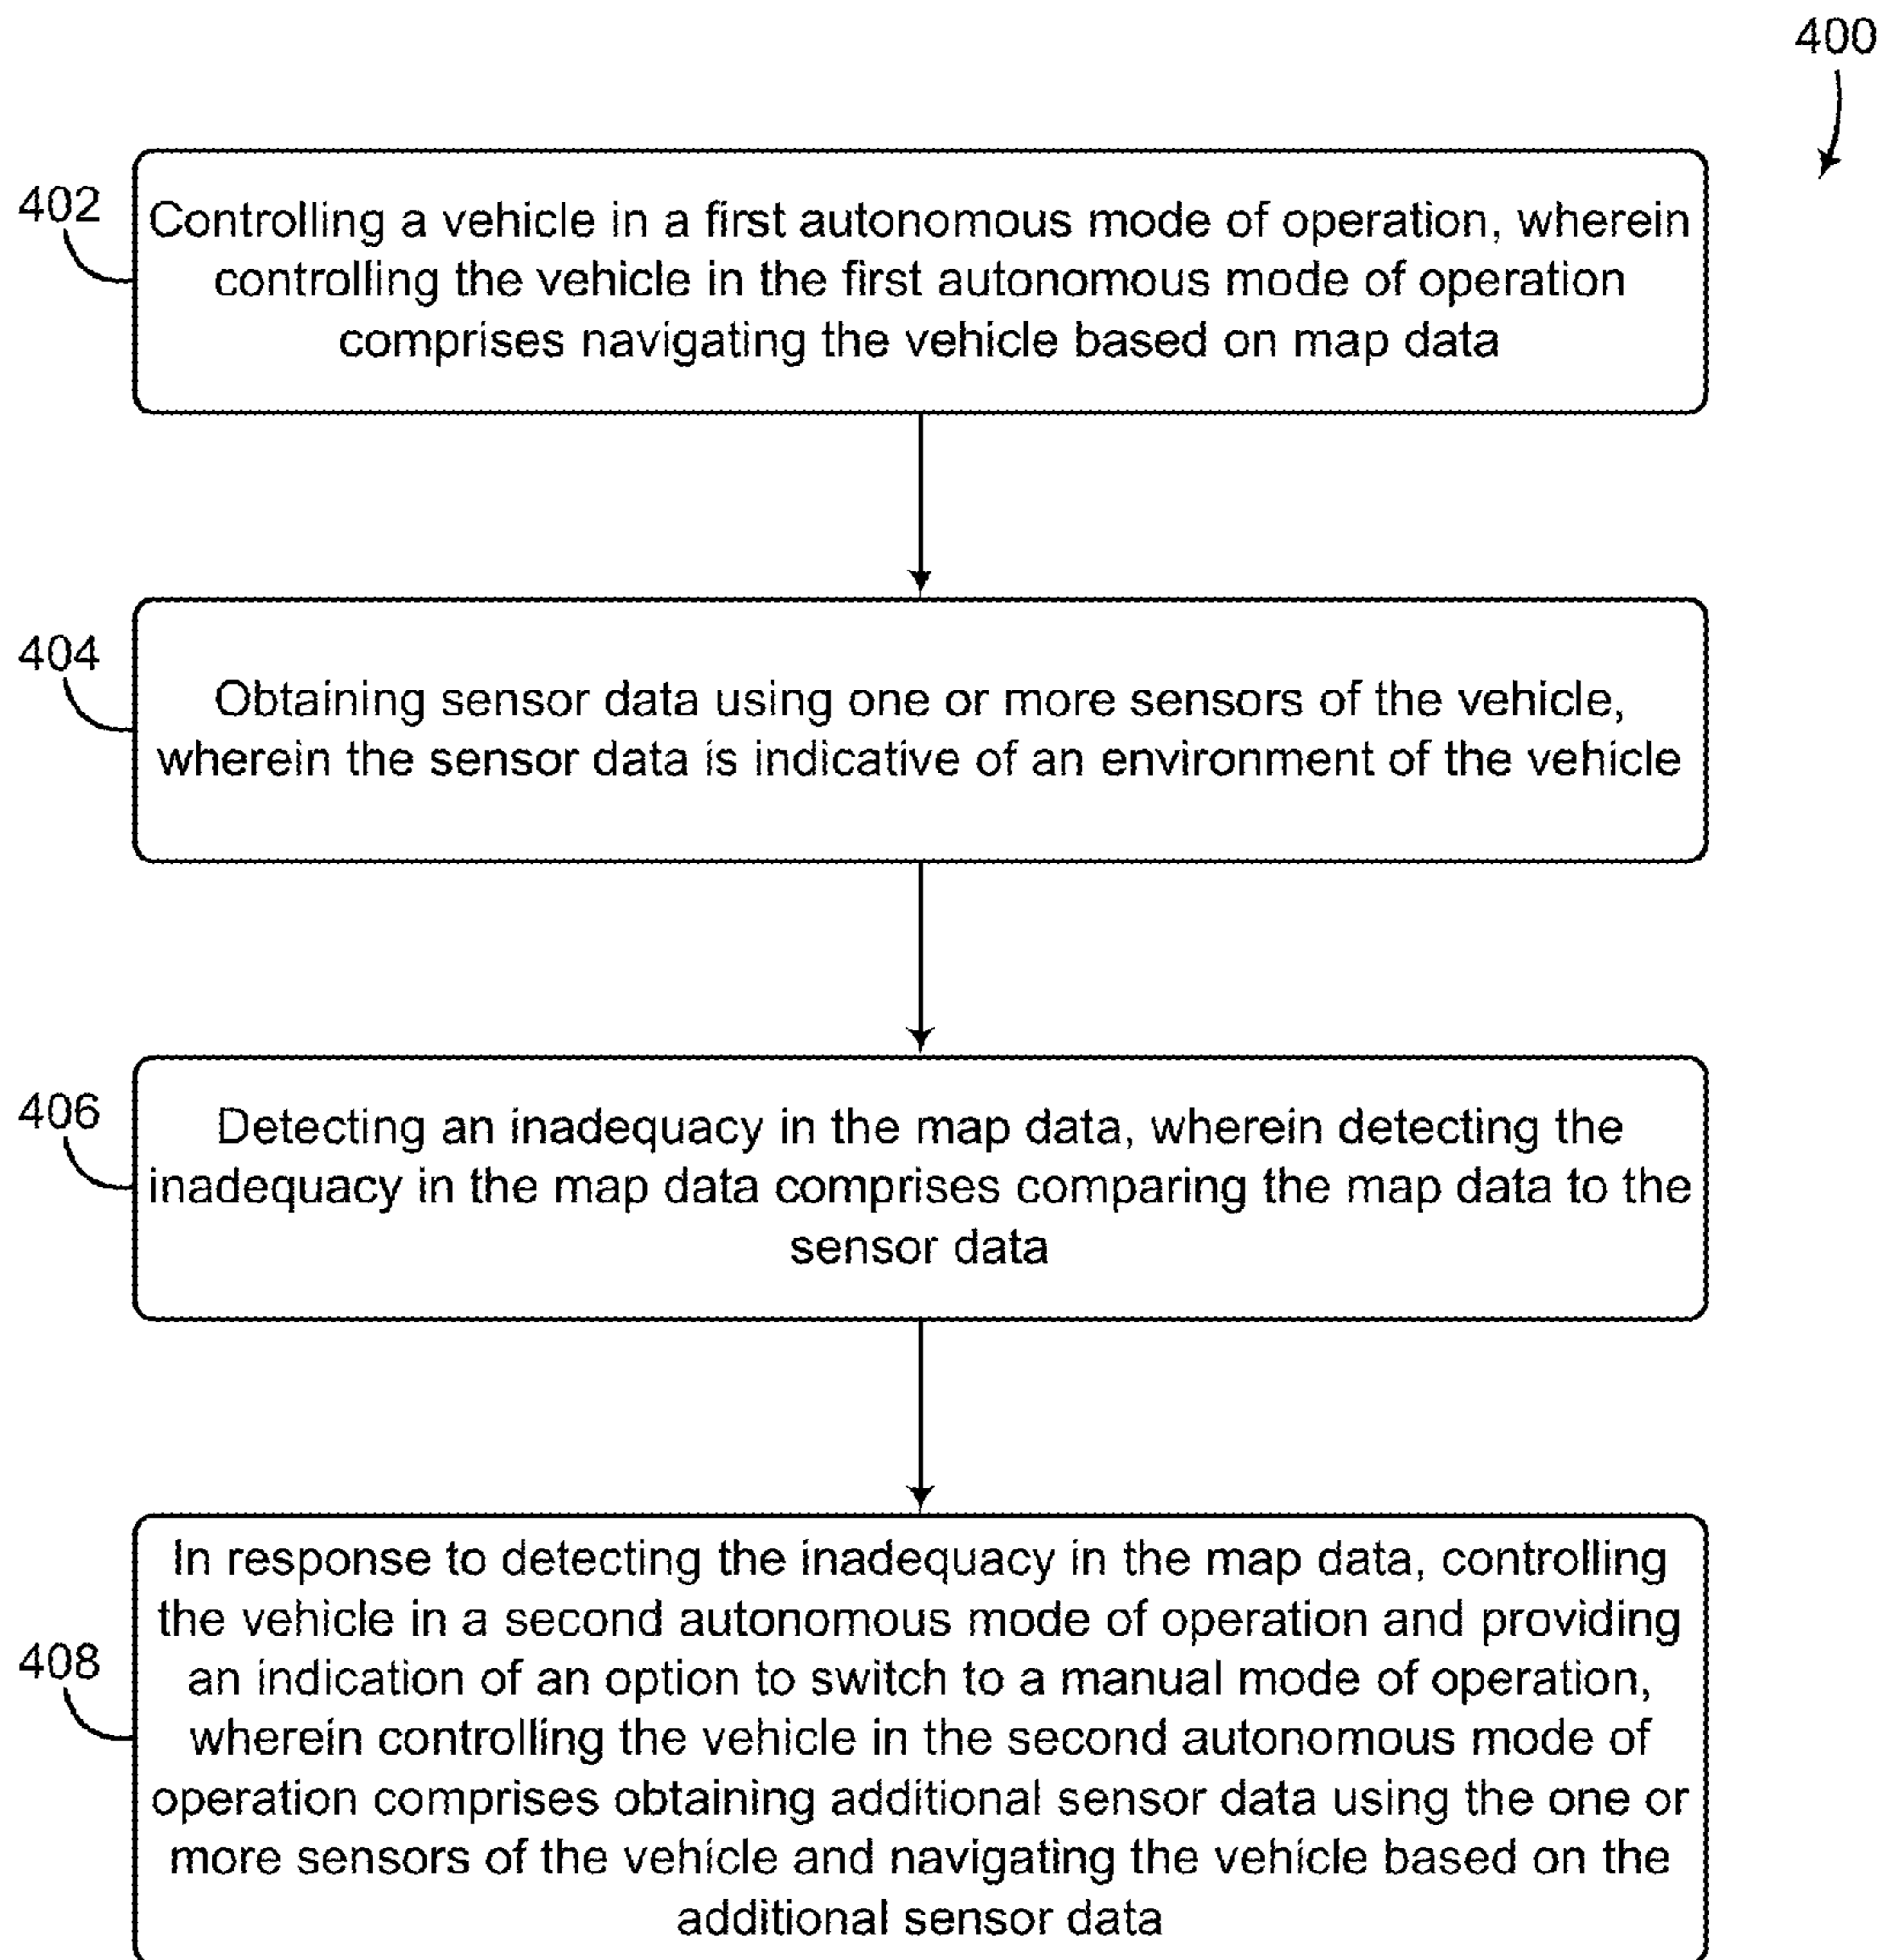 400
402
Controlling a vehicle in a first autonomous mode of operation, wherein
controlling the vehicle in the first autonomous mode of operation
comprises navigating the vehicle based on map data
404
Obtaining sensor data using one or more sensors of the vehicle,
wherein the sensor data is indicative of an environment of the vehicle
406
Detecting an inadequacy in the map data, wherein detecting the
inadequacy in the map data comprises comparing the map data to the
sensor data
408
In response to detecting the inadequacy in the map data, controlling
the vehicle in a second autonomous mode of operation and providing
an indication of an option to switch to a manual mode of operation,
wherein controlling the vehicle in the second autonomous mode of
operation comprises obtaining additional sensor data using the one or
more sensors of the vehicle and navigating the vehicle based on the
additional sensor data